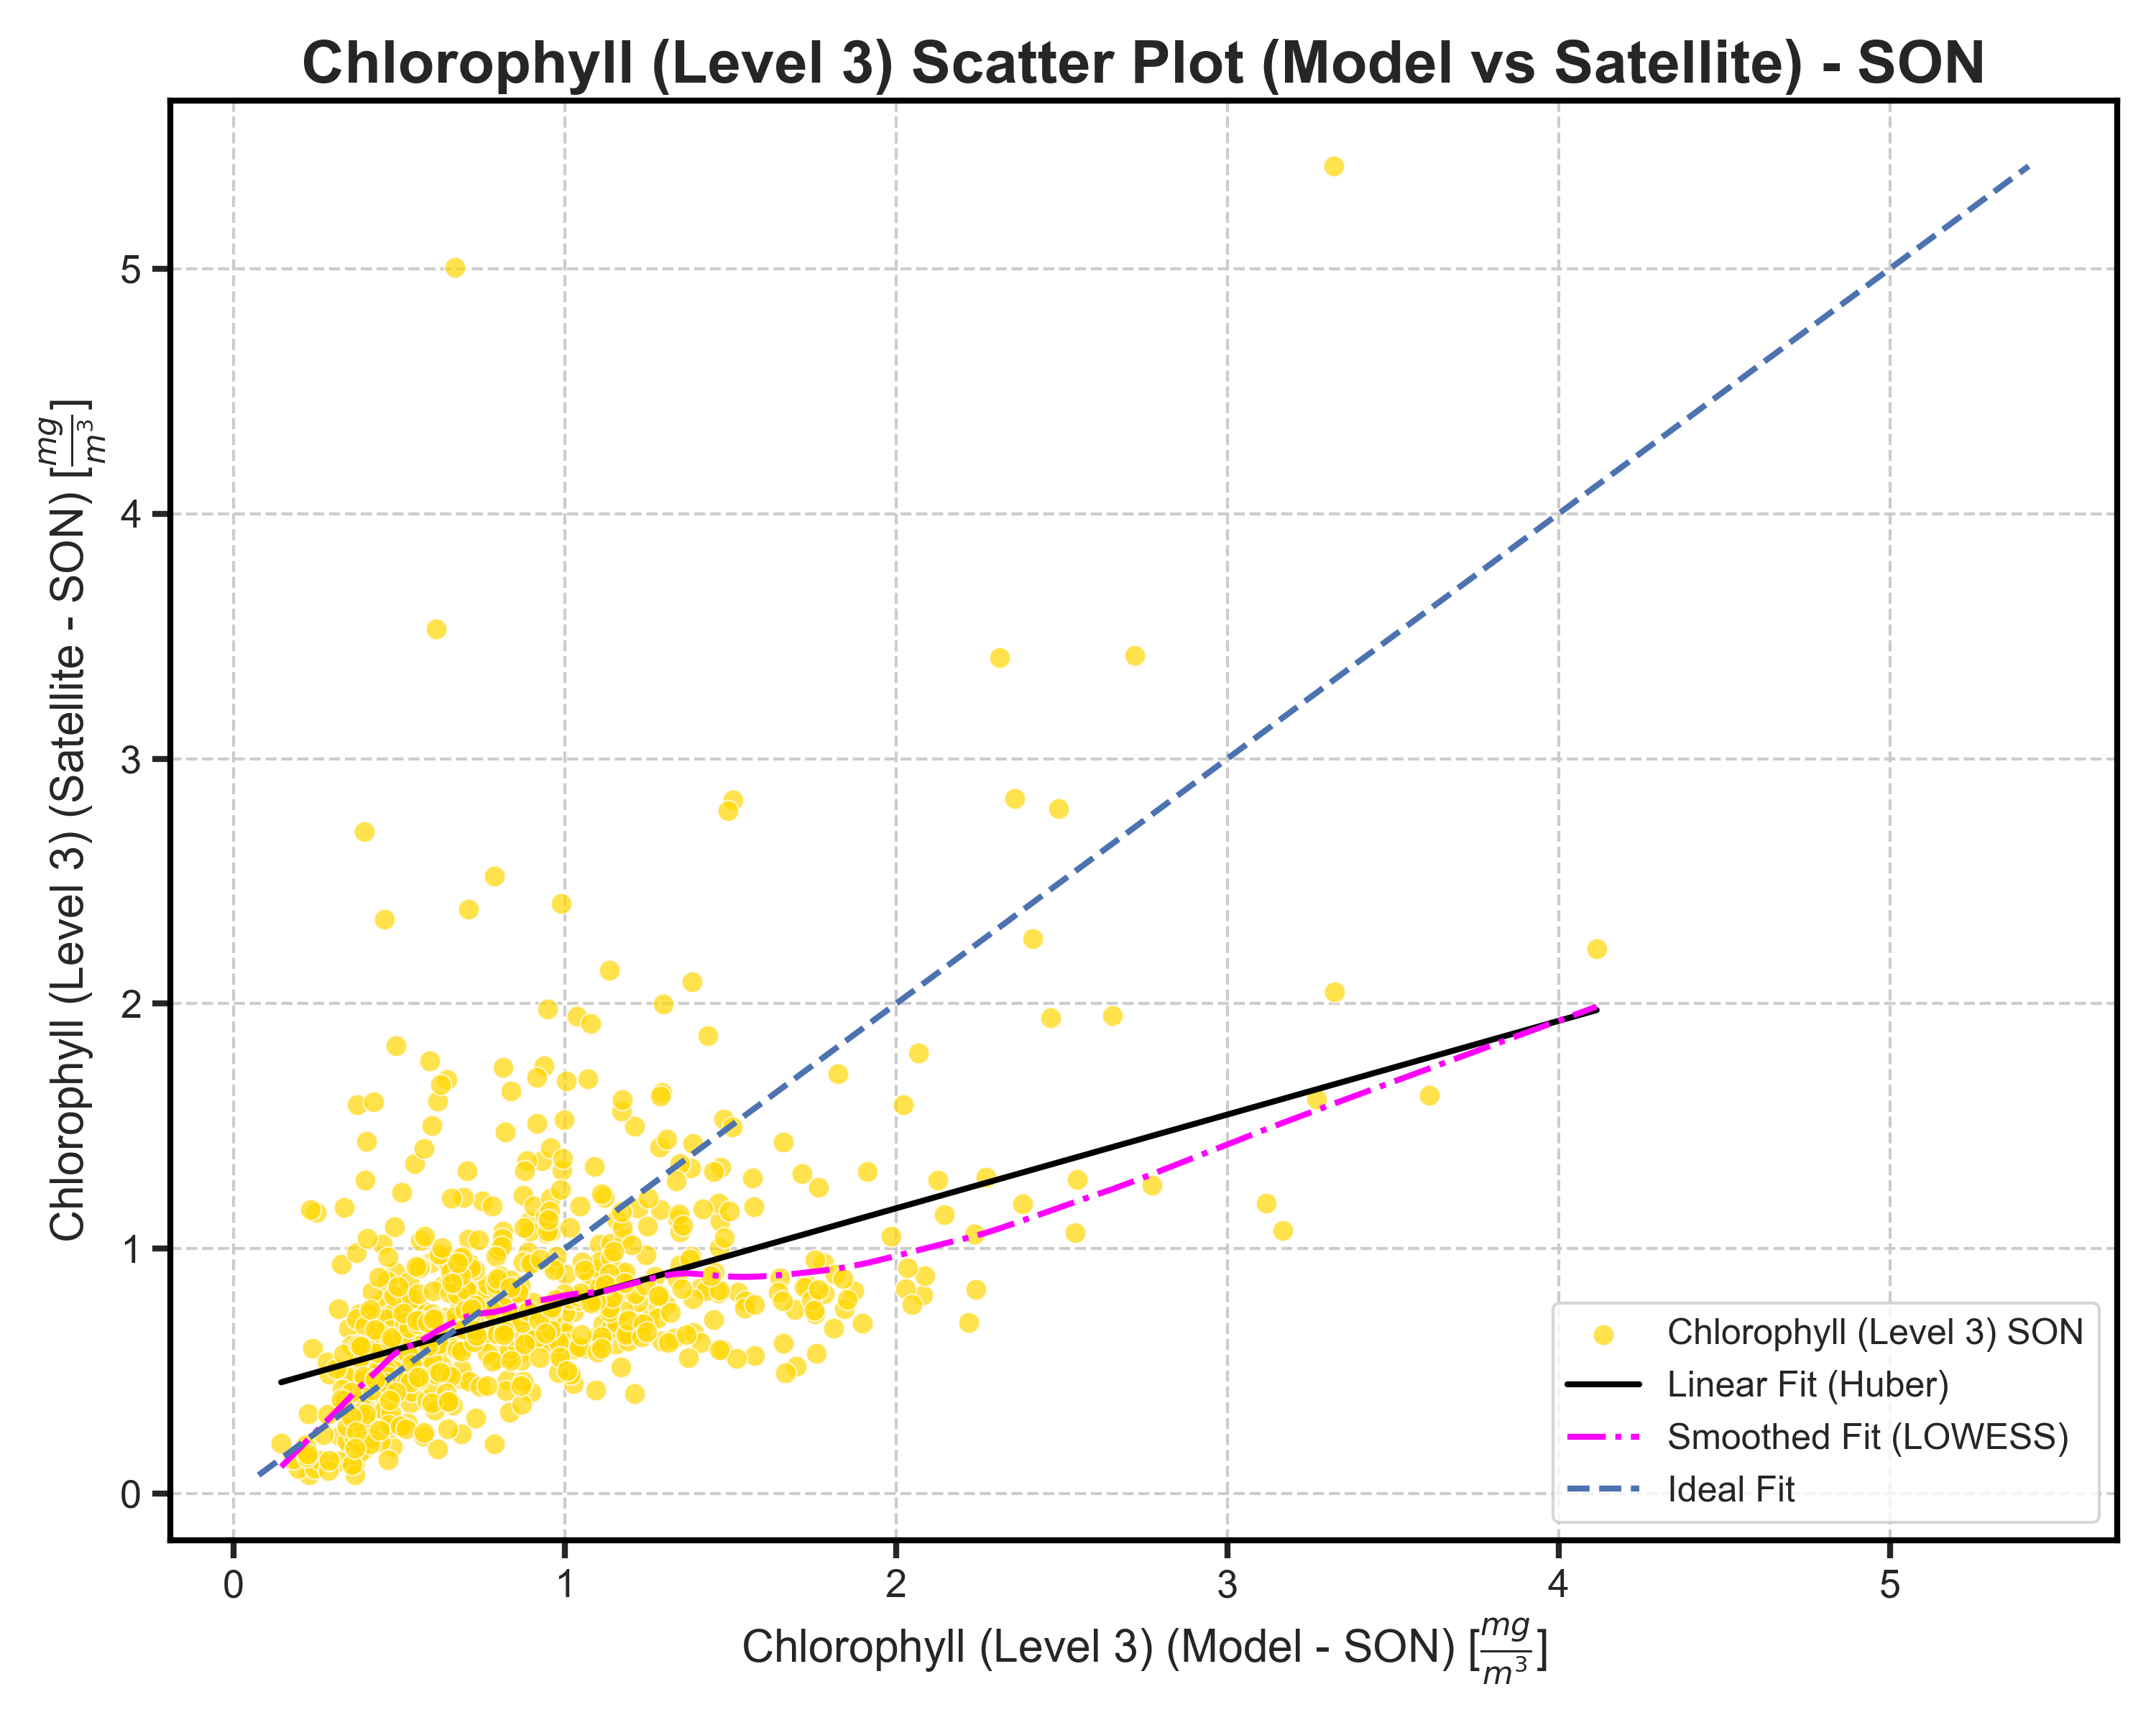 Chlorophyll (Level 3) Scatter Plot (Model vs Satellite) - SON
Chlorophyll (Level 3) (Satellite - SON) [mg/m³]
5
4
3
2
1
0
0 1 2 3 4 5
Chlorophyll (Level 3) (Model - SON) [mg/m³]
Chlorophyll (Level 3) SON
Linear Fit (Huber)
Smoothed Fit (LOWESS)
Ideal Fit